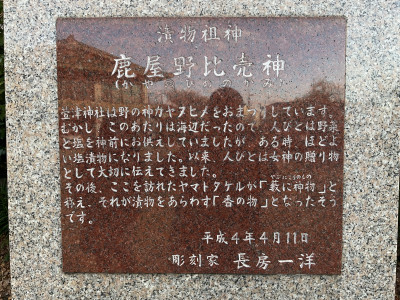 漬物祖神
鹿屋野比売神
(かやぬひめのかみ)
萱津神社は野の神カヤヌヒメをおまつりしています。
むかし、このあたりは海辺だったので、人びとは野菜
と塩を神前にお供えしていましたが、ある時、ほどよ
い塩漬物になりました。以来、人びとは女神の贈り物
として大切に伝えてきました。
その後、ここを訪れたヤマトタケルが「藪に神物」と
称え、それが漬物をあらわす「香の物」となったそう
です。
平成4年4月11日
彫刻家 長房一洋